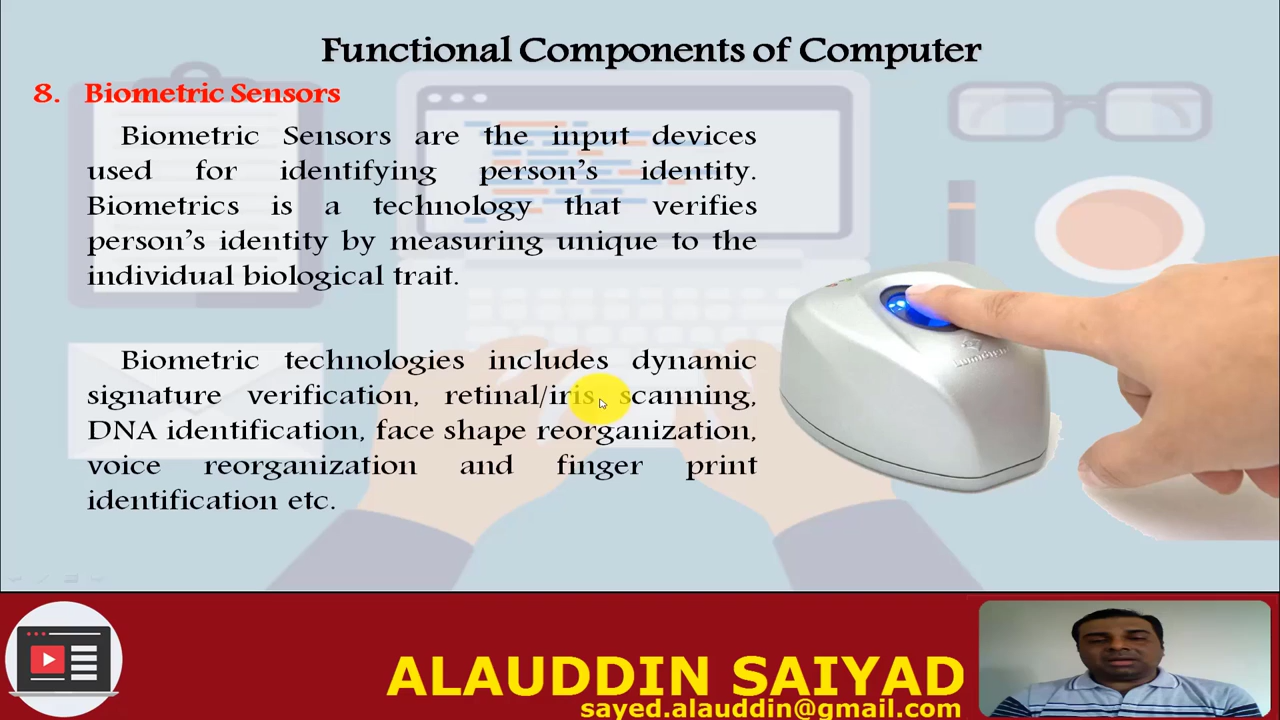 Functional Components of Computer
8. Biometric Sensors
Biometric Sensors are the input devices
used for identifying person's identity.
Biometrics is a technology that verifies
person's identity by measuring unique to the
individual biological trait.
Biometric technologies includes dynamic
signature verification, retinal/iris scanning,
DNA identification, face shape reorganization,
voice reorganization and finger print
identification etc.
ALAUDDIN SAIYAD
sayed.alauddin@gmail.com